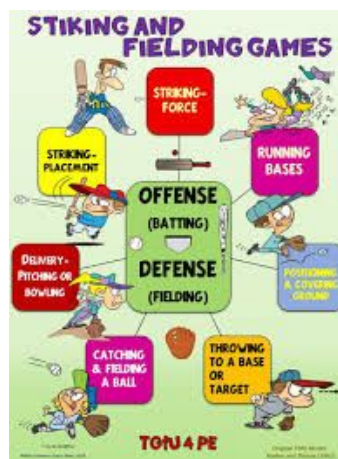 STIKING AND
FIELDING GAMES
STRIKING-
FORCE
STRIKING-
PLACEMENT
RUNNING
BASES
OFFENSE
(BATTING)
DEFENSE
(FIELDING)
DELIVERY-
PITCHING OR
BOWLING
POSITIONING
& COVERING
GROUND
CATCHING
& FIELDING
A BALL
THROWING
TO A BASE
OR
TARGET
TGfU 4 PE